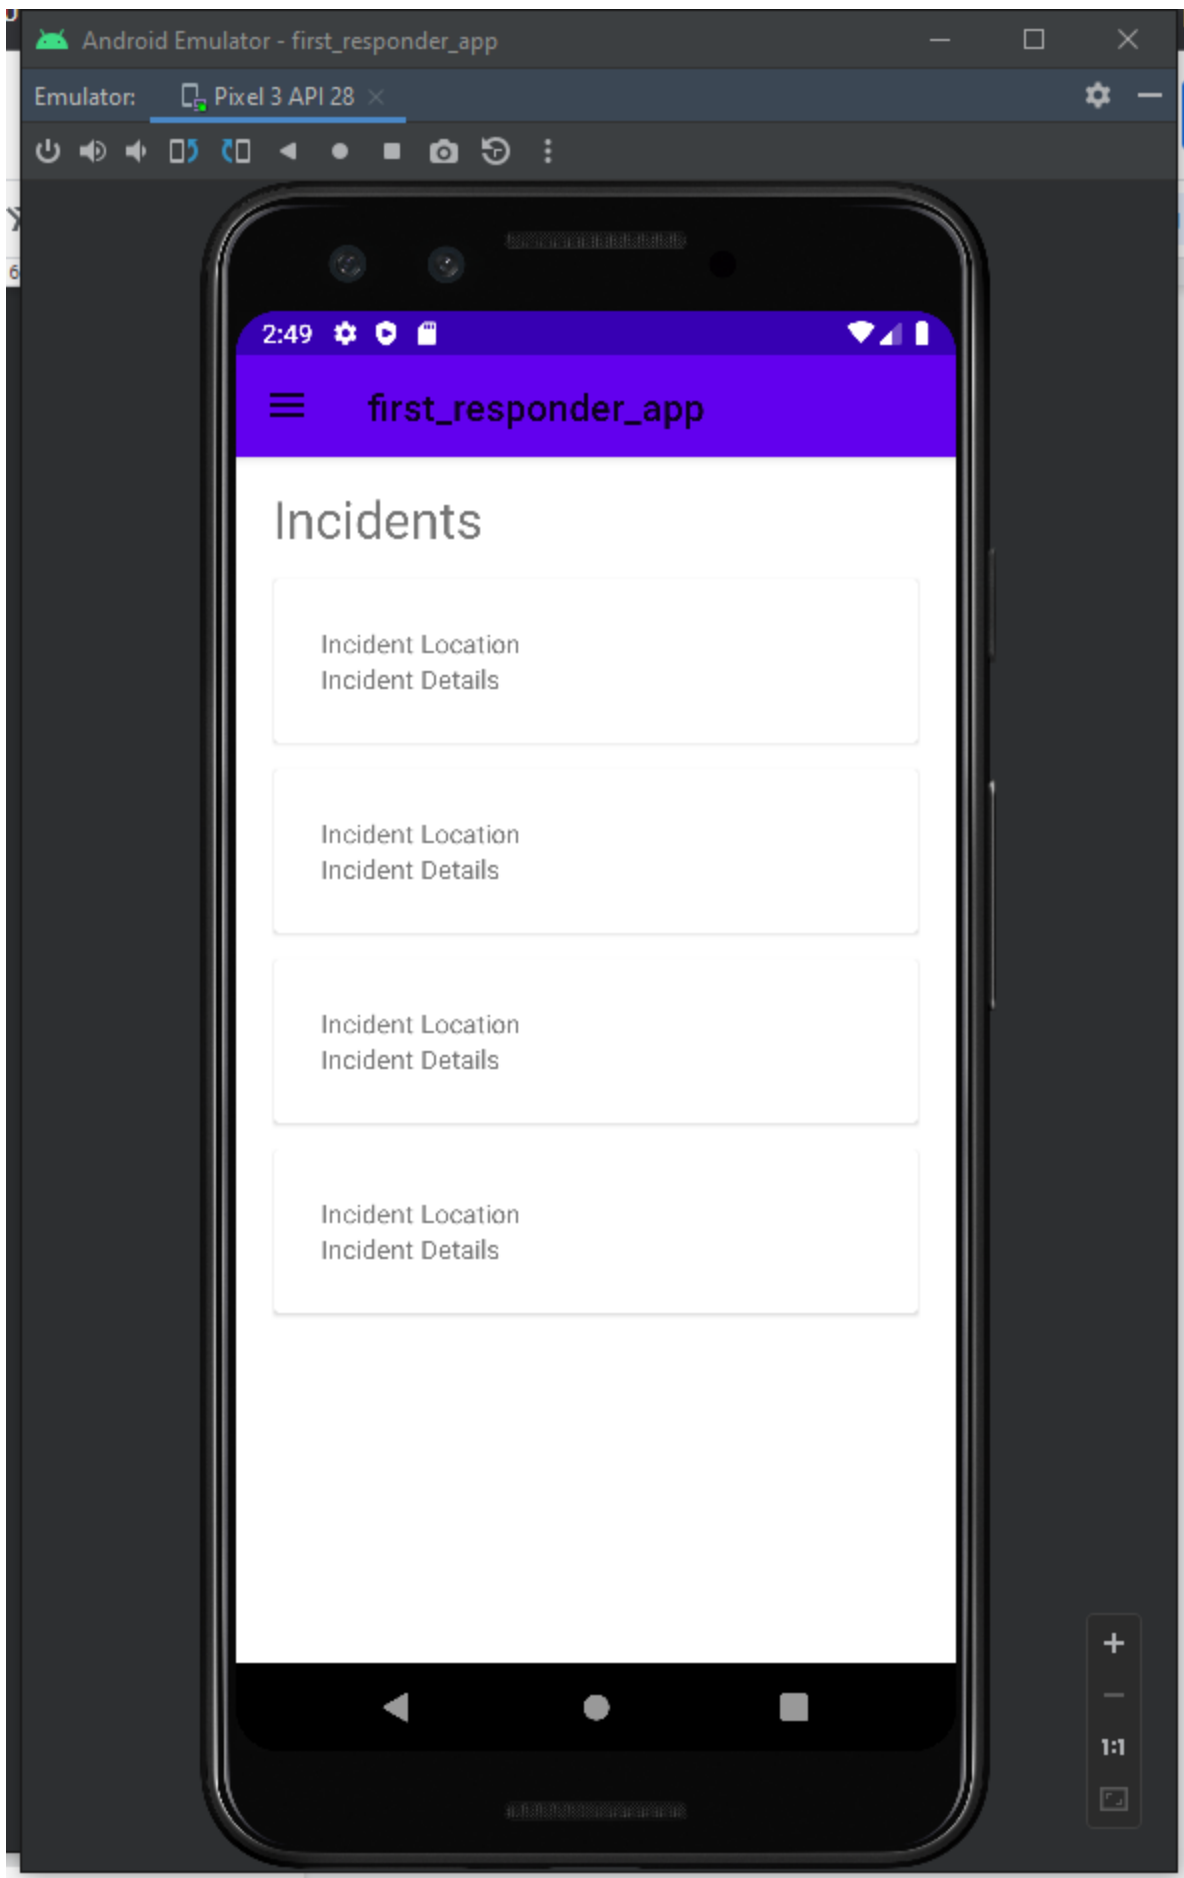 Android Emulator - first_responder_app
Emulator: Pixel 3 API 28
6
2:49
first_responder_app
Incidents
Incident Location
Incident Details
Incident Location
Incident Details
Incident Location
Incident Details
Incident Location
Incident Details
1:1